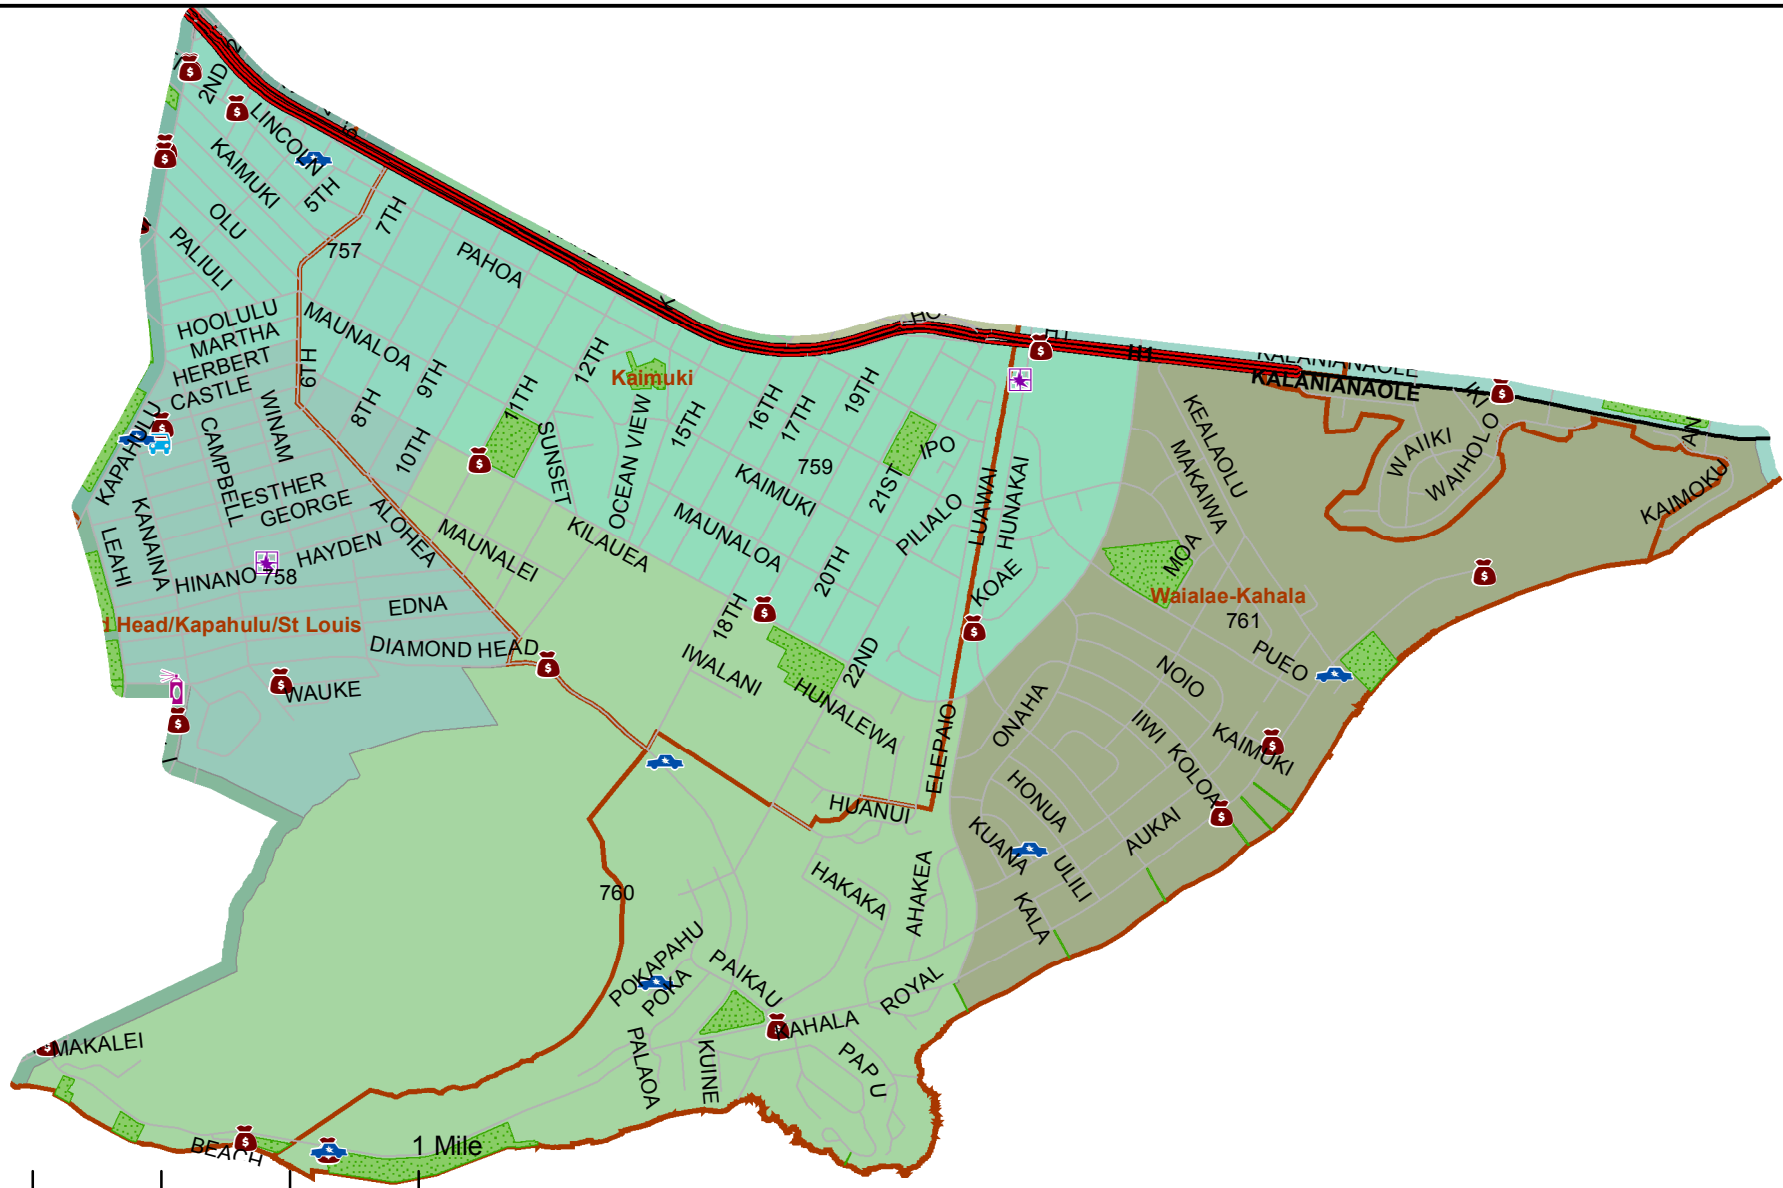 2ND
LINCOLN
KAIMUKI
5TH
OLU
7TH
757
PALIULI
PAHOA
HOOLULU
MARTHA
HERBERT
CASTLE
MAUNALOA
6TH
9TH
8TH
10TH
11TH
12TH
Kaimuki
SUNSET
OCEAN VIEW
15TH
16TH
17TH
19TH
759
KAIMUKI
MAUNALOA
21ST
IPO
PILIALO
20TH
LUAWAI
HUNAKAI
KOAE
H1
KALANIANAOLE
KALANIANAOLE
IKI
WAIIKI
WAIHOLO
KAIMOKU
KEALAOLU
MAKAIWA
MOA
Waialae-Kahala
761
PUEO
NOIO
IIWI
KOLOA
KAIMUKI
ONAHA
HONUA
KUANA
ULILI
AUKAI
KALA
KAPAHULU
WINAM
CAMPBELL
ESTHER
GEORGE
KANAINA
LEAHI
HAYDEN
HINANO
758
ALOHEA
EDNA
Head/Kapahulu/St Louis
DIAMOND HEAD
WAUKE
MAUNALEI
KILAUEA
18TH
22ND
IWALANI
HUNALEWA
ELEPAIO
HUANUI
760
HAKAKA
AHAKEA
POKAPAHU
POKA
PAIKAU
ROYAL
KAHALA
PALAOA
KUINE
PAPU
MAKALEI
BEACH
1 Mile